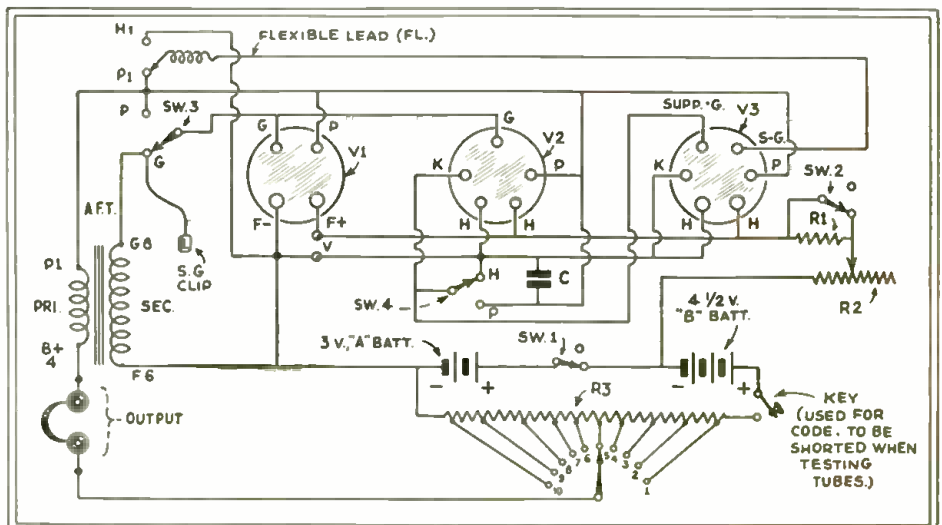 H1
FLEXIBLE LEAD (FL.)
P1
P
SW.3
G
G
P
V1
F-
F+
V
G
V2
K
P
H
H
SUPP.-G.
V3
S-G.
K
P
H
H
SW.2
R1
R2
A.F.T.
G8
P1
PRI.
SEC.
B+
4
F6
S.G
CLIP
H
C
SW.4
P
3 V. "A" BATT.
- +
SW.1
4 1/2 V.
"B" BATT.
- +
R3
10
9
8
7
6
5
4
3
2
1
KEY
(USED FOR
CODE. TO BE
SHORTED WHEN
TESTING
TUBES.)
-OUTPUT